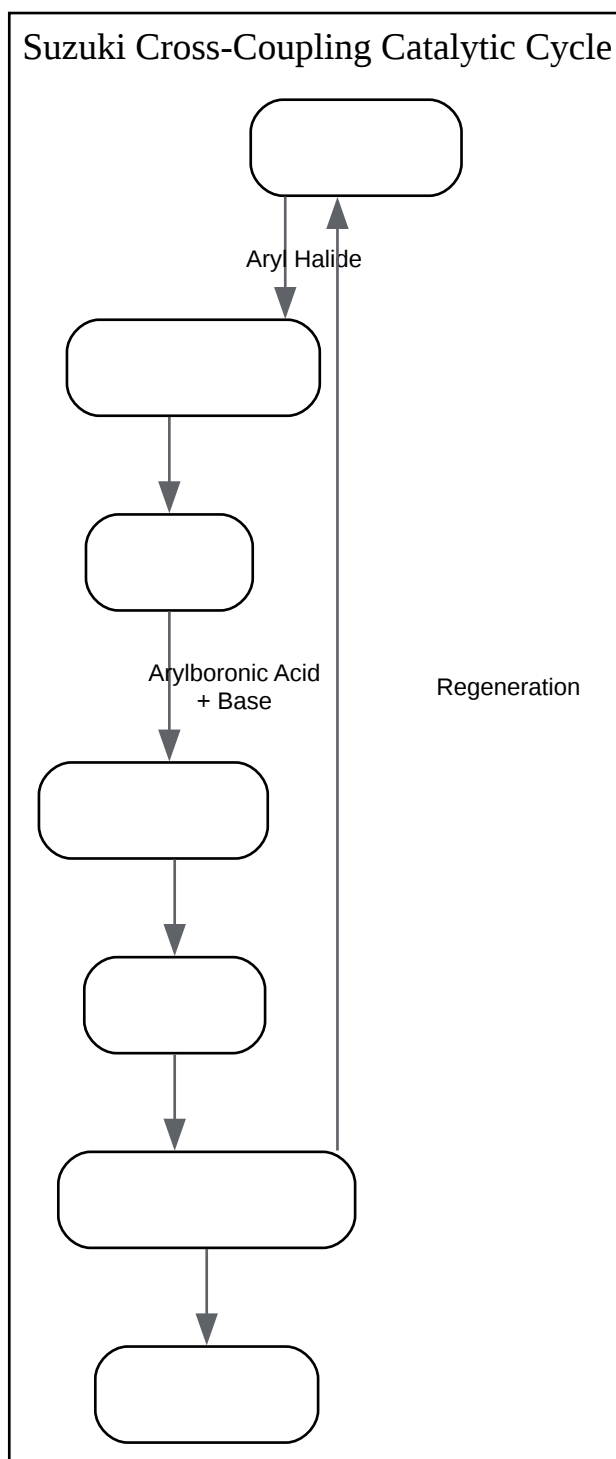 Suzuki Cross-Coupling Catalytic Cycle
Aryl Halide
Arylboronic Acid
+ Base
Regeneration